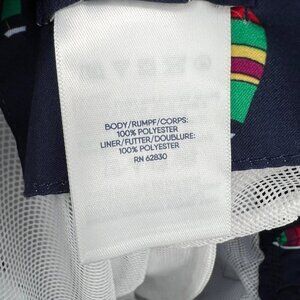 BODY/RUMPF/CORPS:
100% POLYESTER
LINER/FUTTER/DOUBLURE:
100% POLYESTER
RN 62830